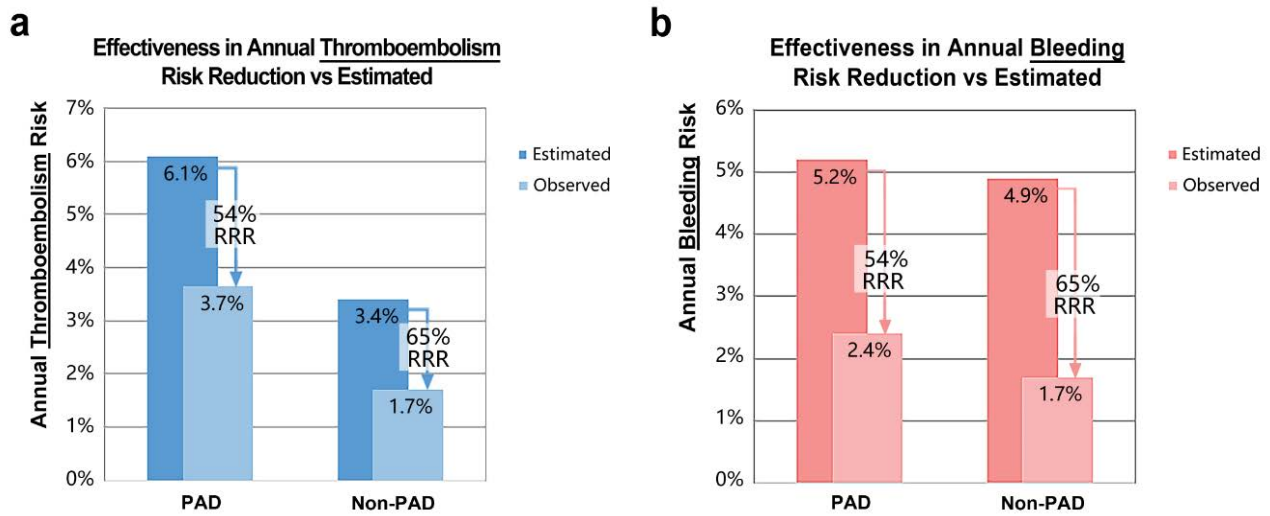 a
Effectiveness in Annual Thromboembolism
Risk Reduction vs Estimated
Annual Thromboembolism Risk
7%
6%
5%
4%
3%
2%
1%
0%
6.1%
54%
RRR
3.7%
3.4%
65%
RRR
1.7%
PAD
Non-PAD
Estimated
Observed
b
Effectiveness in Annual Bleeding
Risk Reduction vs Estimated
Annual Bleeding Risk
6%
5%
4%
3%
2%
1%
0%
5.2%
54%
RRR
2.4%
4.9%
65%
RRR
1.7%
PAD
Non-PAD
Estimated
Observed